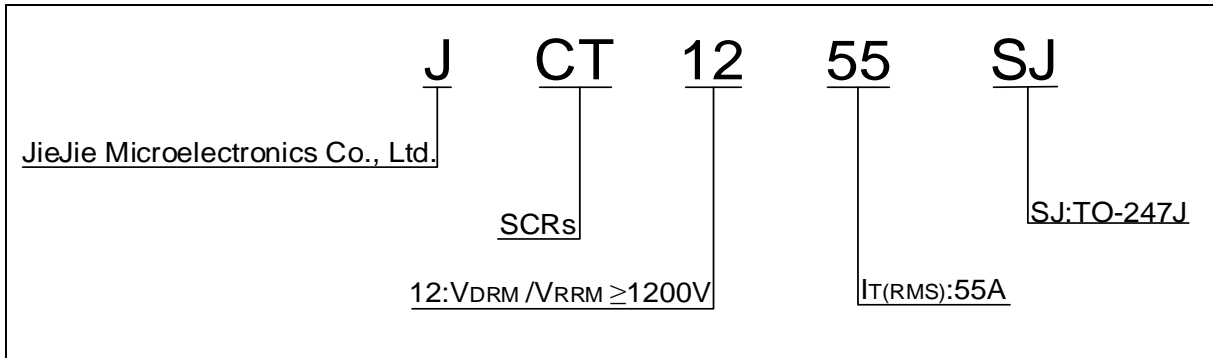 J CT 12 55 SJ
JieJie Microelectronics Co., Ltd.
SJ:TO-247J
SCRs
12:VDRM /VRRM ≥1200V
IT(RMS):55A